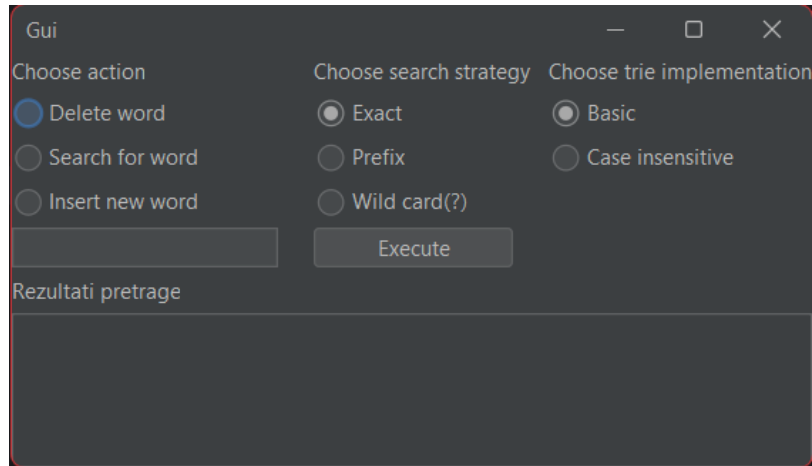 Gui
Choose action Choose search strategy Choose trie implementation
Delete word Exact Basic
Search for word Prefix Case insensitive
Insert new word Wild card(?)
Execute
Rezultati pretrage